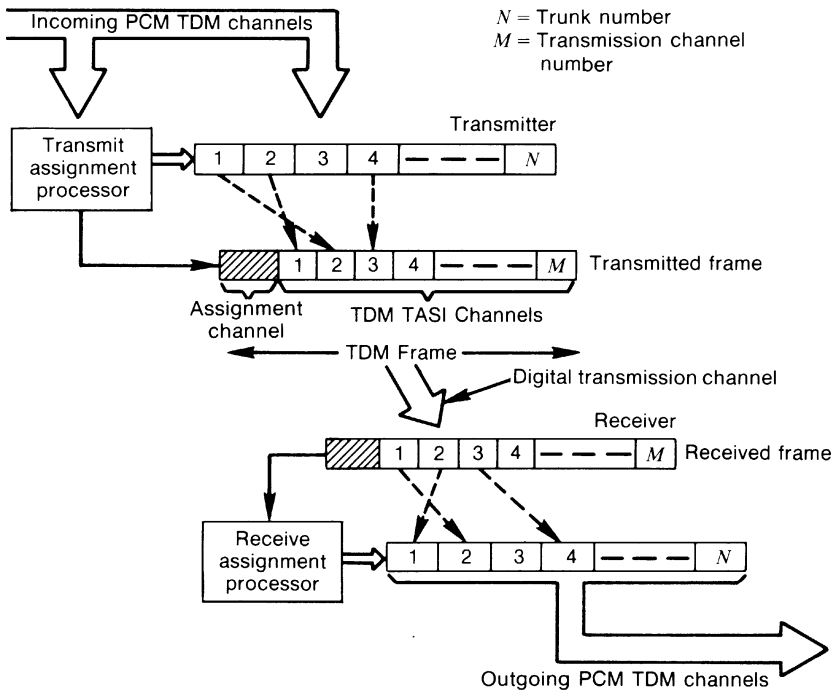 Incoming PCM TDM channels
N = Trunk number
M = Transmission channel
number
Transmitter
Transmit
assignment
processor
1 2 3 4 N
1 2 3 4 M
Transmitted frame
Assignment
channel
TDM TASI Channels
TDM Frame
Digital transmission channel
Receiver
1 2 3 4 M
Received frame
Receive
assignment
processor
1 2 3 4 N
Outgoing PCM TDM channels